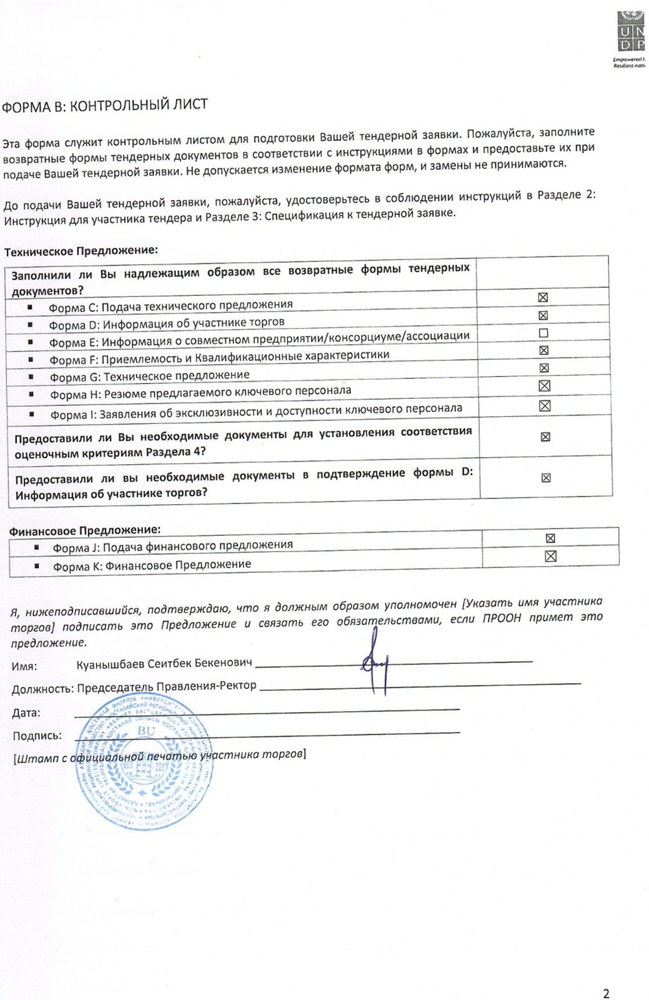 UN
DP
Empowered l
Resilient nati
ФОРМА В: КОНТРОЛЬНЫЙ ЛИСТ
Эта форма служит контрольным листом для подготовки Вашей тендерной заявки. Пожалуйста, заполните
возвратные формы тендерных документов в соответствии с инструкциями в формах и предоставьте их при
подаче Вашей тендерной заявки. Не допускается изменение формата форм, и замены не принимаются.
До подачи Вашей тендерной заявки, пожалуйста, удостоверьтесь в соблюдении инструкций в Разделе 2:
Инструкция для участника тендера и Разделе 3: Спецификация к тендерной заявке.
Техническое Предложение:
Заполнили ли Вы надлежащим образом все возвратные формы тендерных
документов?
▪ Форма C: Подача технического предложения ☒
▪ Форма D: Информация об участнике торгов ☒
▪ Форма E: Информация о совместном предприятии/консорциуме/ассоциации ☐
▪ Форма F: Приемлемость и Квалификационные характеристики ☒
▪ Форма G: Техническое предложение ☒
▪ Форма H: Резюме предлагаемого ключевого персонала ☒
▪ Форма I: Заявления об эксклюзивности и доступности ключевого персонала ☒
Предоставили ли Вы необходимые документы для установления соответствия ☒
оценочным критериям Раздела 4?
Предоставили ли вы необходимые документы в подтверждение формы D: ☒
Информация об участнике торгов?
Финансовое Предложение:
▪ Форма J: Подача финансового предложения ☒
▪ Форма K: Финансовое Предложение ☒
Я, нижеподписавшийся, подтверждаю, что я должным образом уполномочен [Указать имя участника
торгов] подписать это Предложение и связать его обязательствами, если ПРООН примет это
предложение.
Имя: Куанышбаев Сеитбек Бекенович
Должность: Председатель Правления-Ректор
Дата:
Подпись:
BU
[Штамп с официальной печатью участника торгов]
2